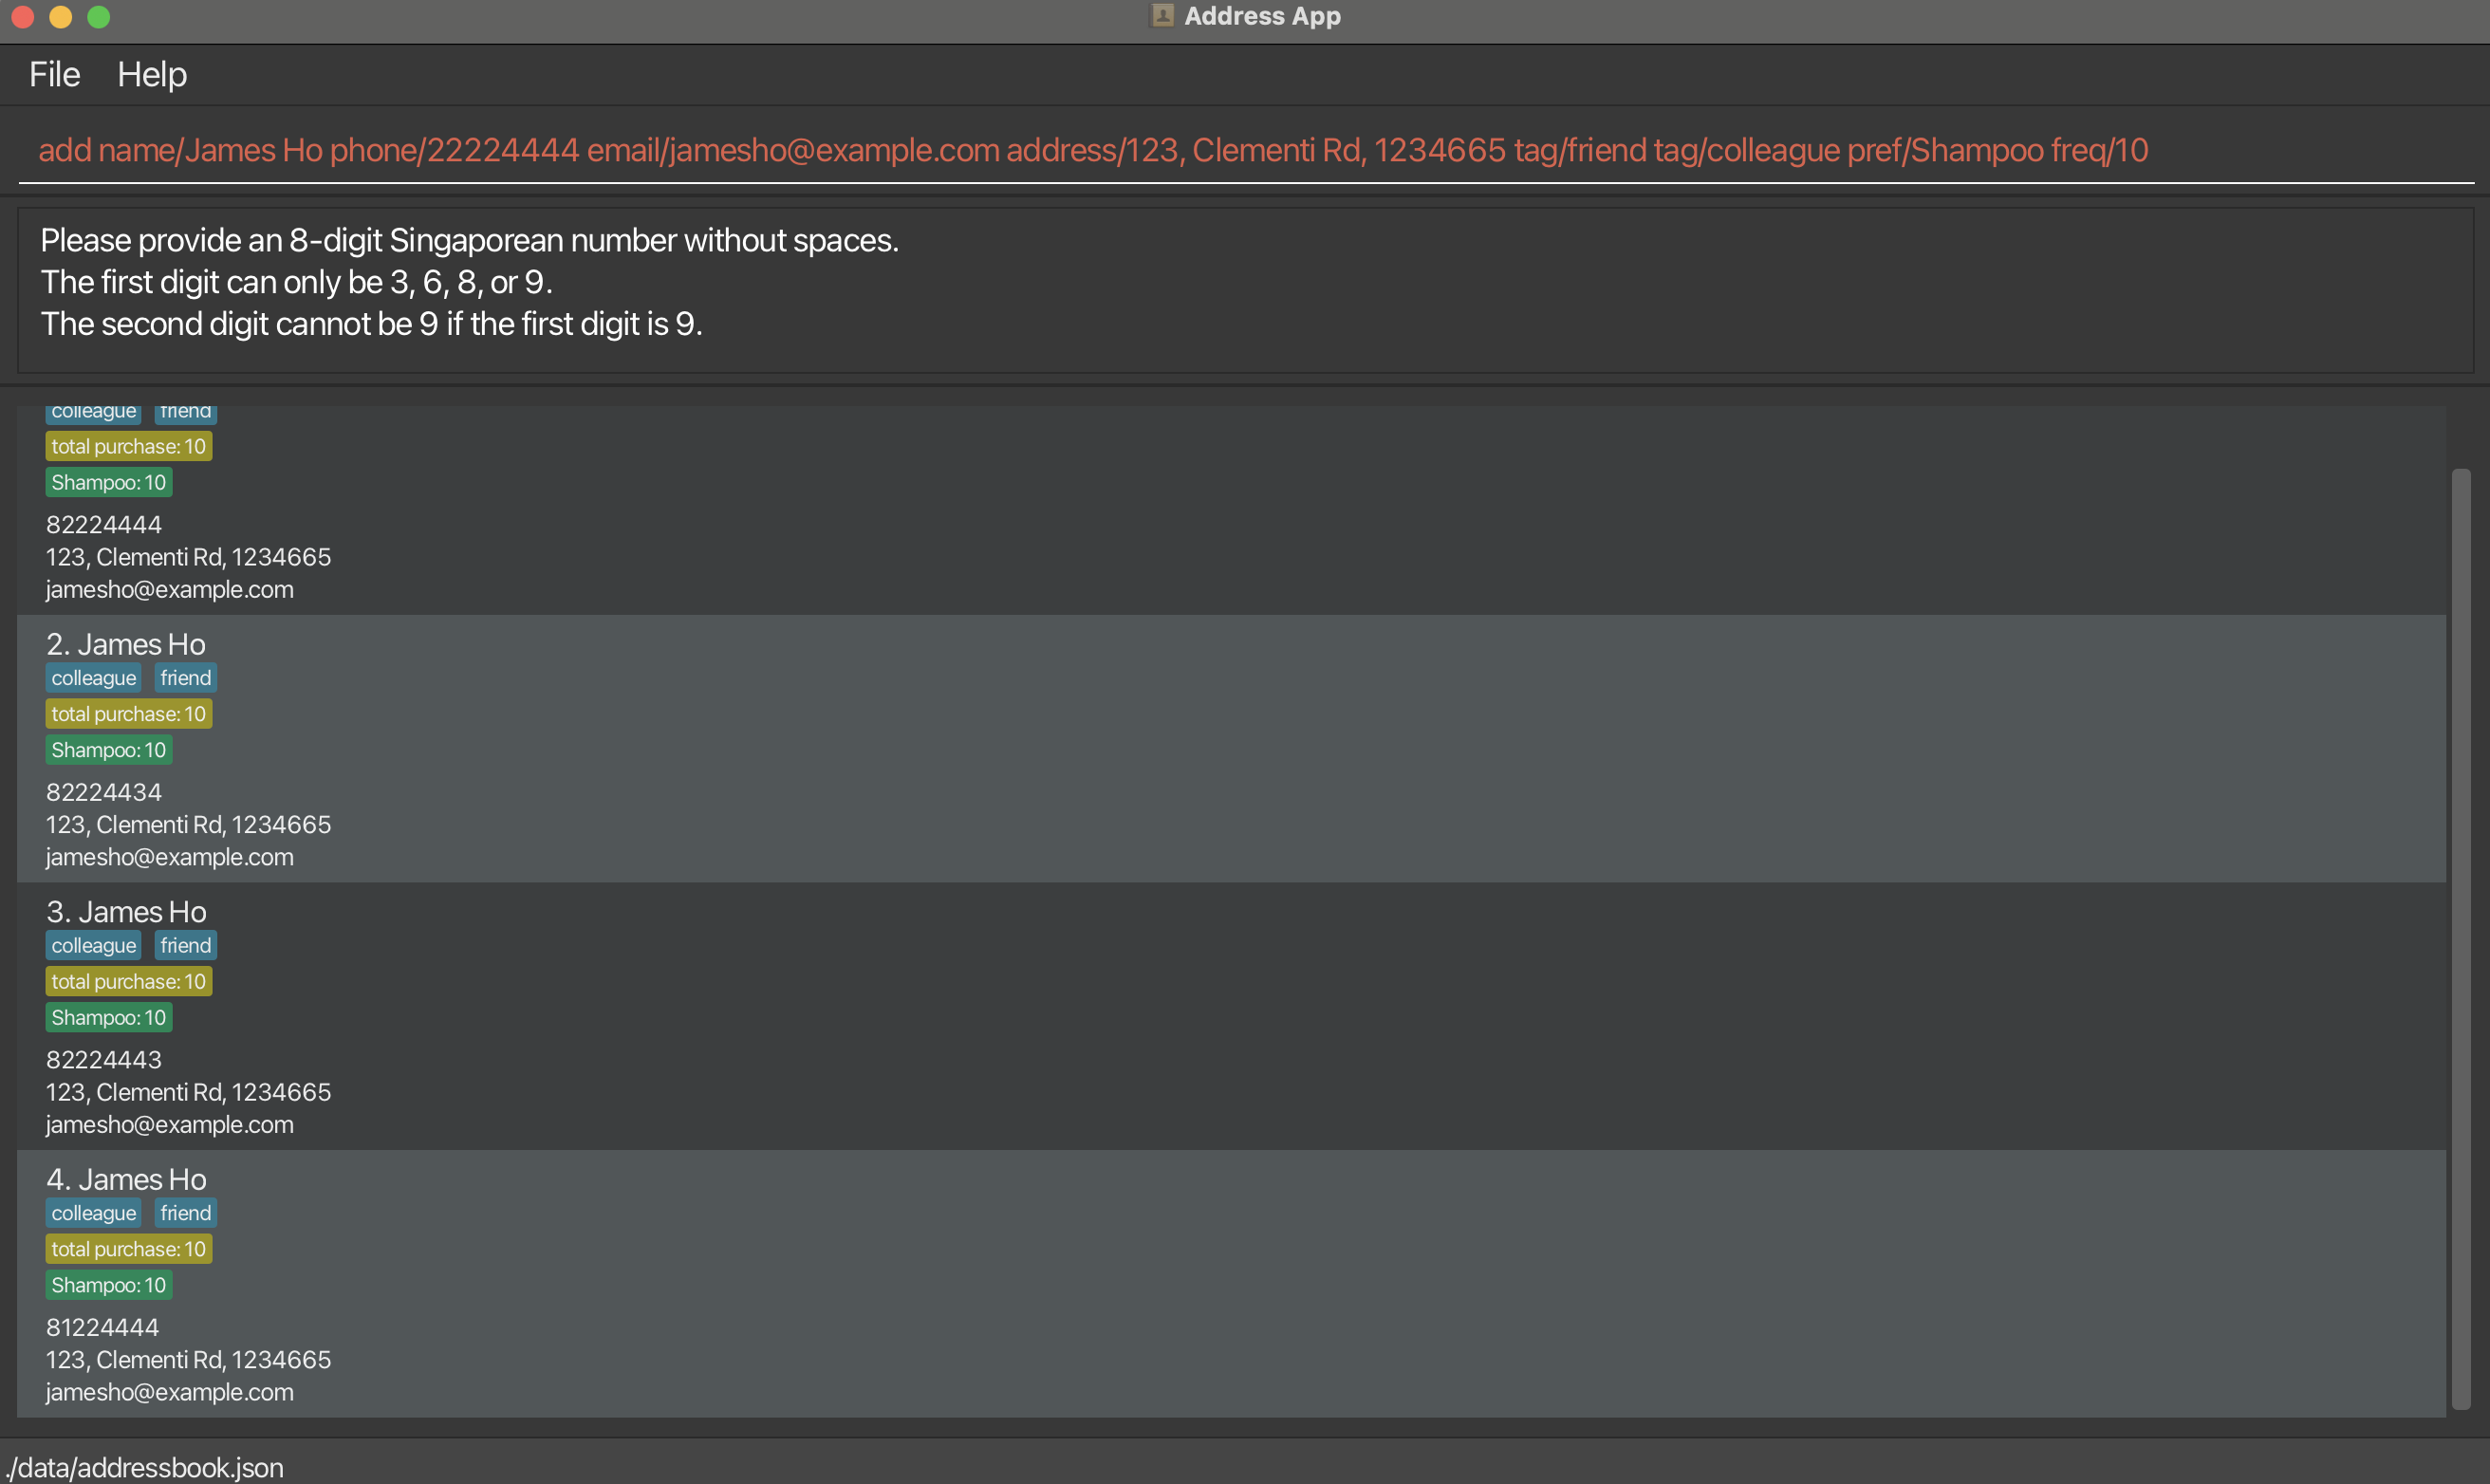 Address App
File Help
add name/James Ho phone/22224444 email/jamesho@example.com address/123, Clementi Rd, 1234665 tag/friend tag/colleague pref/Shampoo freq/10
Please provide an 8-digit Singaporean number without spaces.
The first digit can only be 3, 6, 8, or 9.
The second digit cannot be 9 if the first digit is 9.
colleague friend
total purchase: 10
Shampoo: 10
82224444
123, Clementi Rd, 1234665
jamesho@example.com
2. James Ho
colleague friend
total purchase: 10
Shampoo: 10
82224434
123, Clementi Rd, 1234665
jamesho@example.com
3. James Ho
colleague friend
total purchase: 10
Shampoo: 10
82224443
123, Clementi Rd, 1234665
jamesho@example.com
4. James Ho
colleague friend
total purchase: 10
Shampoo: 10
81224444
123, Clementi Rd, 1234665
jamesho@example.com
./data/addressbook.json